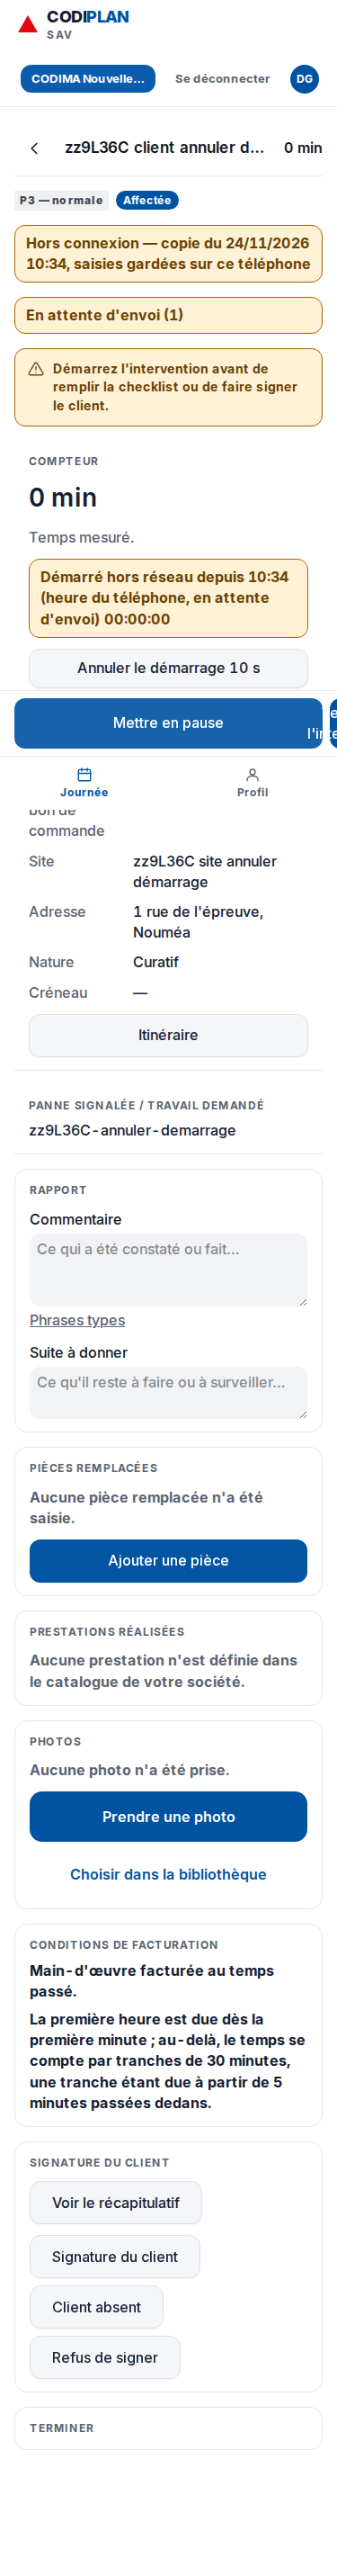 CODIPLAN
SAV
CODIMA Nouvelle...
Se déconnecter
DG
zz9L36C client annuler d...
0 min
P3 — normale
Affectée
Hors connexion — copie du 24/11/2026
10:34, saisies gardées sur ce téléphone
En attente d'envoi (1)
Démarrez l'intervention avant de
remplir la checklist ou de faire signer
le client.
COMPTEUR
0 min
Temps mesuré.
Démarré hors réseau depuis 10:34
(heure du téléphone, en attente
d'envoi) 00:00:00
Annuler le démarrage 10 s
Mettre en pause
Journée
Profil
bon de
commande
Site
zz9L36C site annuler
démarrage
Adresse
1 rue de l'épreuve,
Nouméa
Nature
Curatif
Créneau
—
Itinéraire
PANNE SIGNALÉE / TRAVAIL DEMANDÉ
zz9L36C-annuler-demarrage
RAPPORT
Commentaire
Ce qui a été constaté ou fait...
Phrases types
Suite à donner
Ce qu'il reste à faire ou à surveiller...
PIÈCES REMPLACÉES
Aucune pièce remplacée n'a été
saisie.
Ajouter une pièce
PRESTATIONS RÉALISÉES
Aucune prestation n'est définie dans
le catalogue de votre société.
PHOTOS
Aucune photo n'a été prise.
Prendre une photo
Choisir dans la bibliothèque
CONDITIONS DE FACTURATION
Main-d'œuvre facturée au temps
passé.
La première heure est due dès la
première minute ; au-delà, le temps se
compte par tranches de 30 minutes,
une tranche étant due à partir de 5
minutes passées dedans.
SIGNATURE DU CLIENT
Voir le récapitulatif
Signature du client
Client absent
Refus de signer
TERMINER